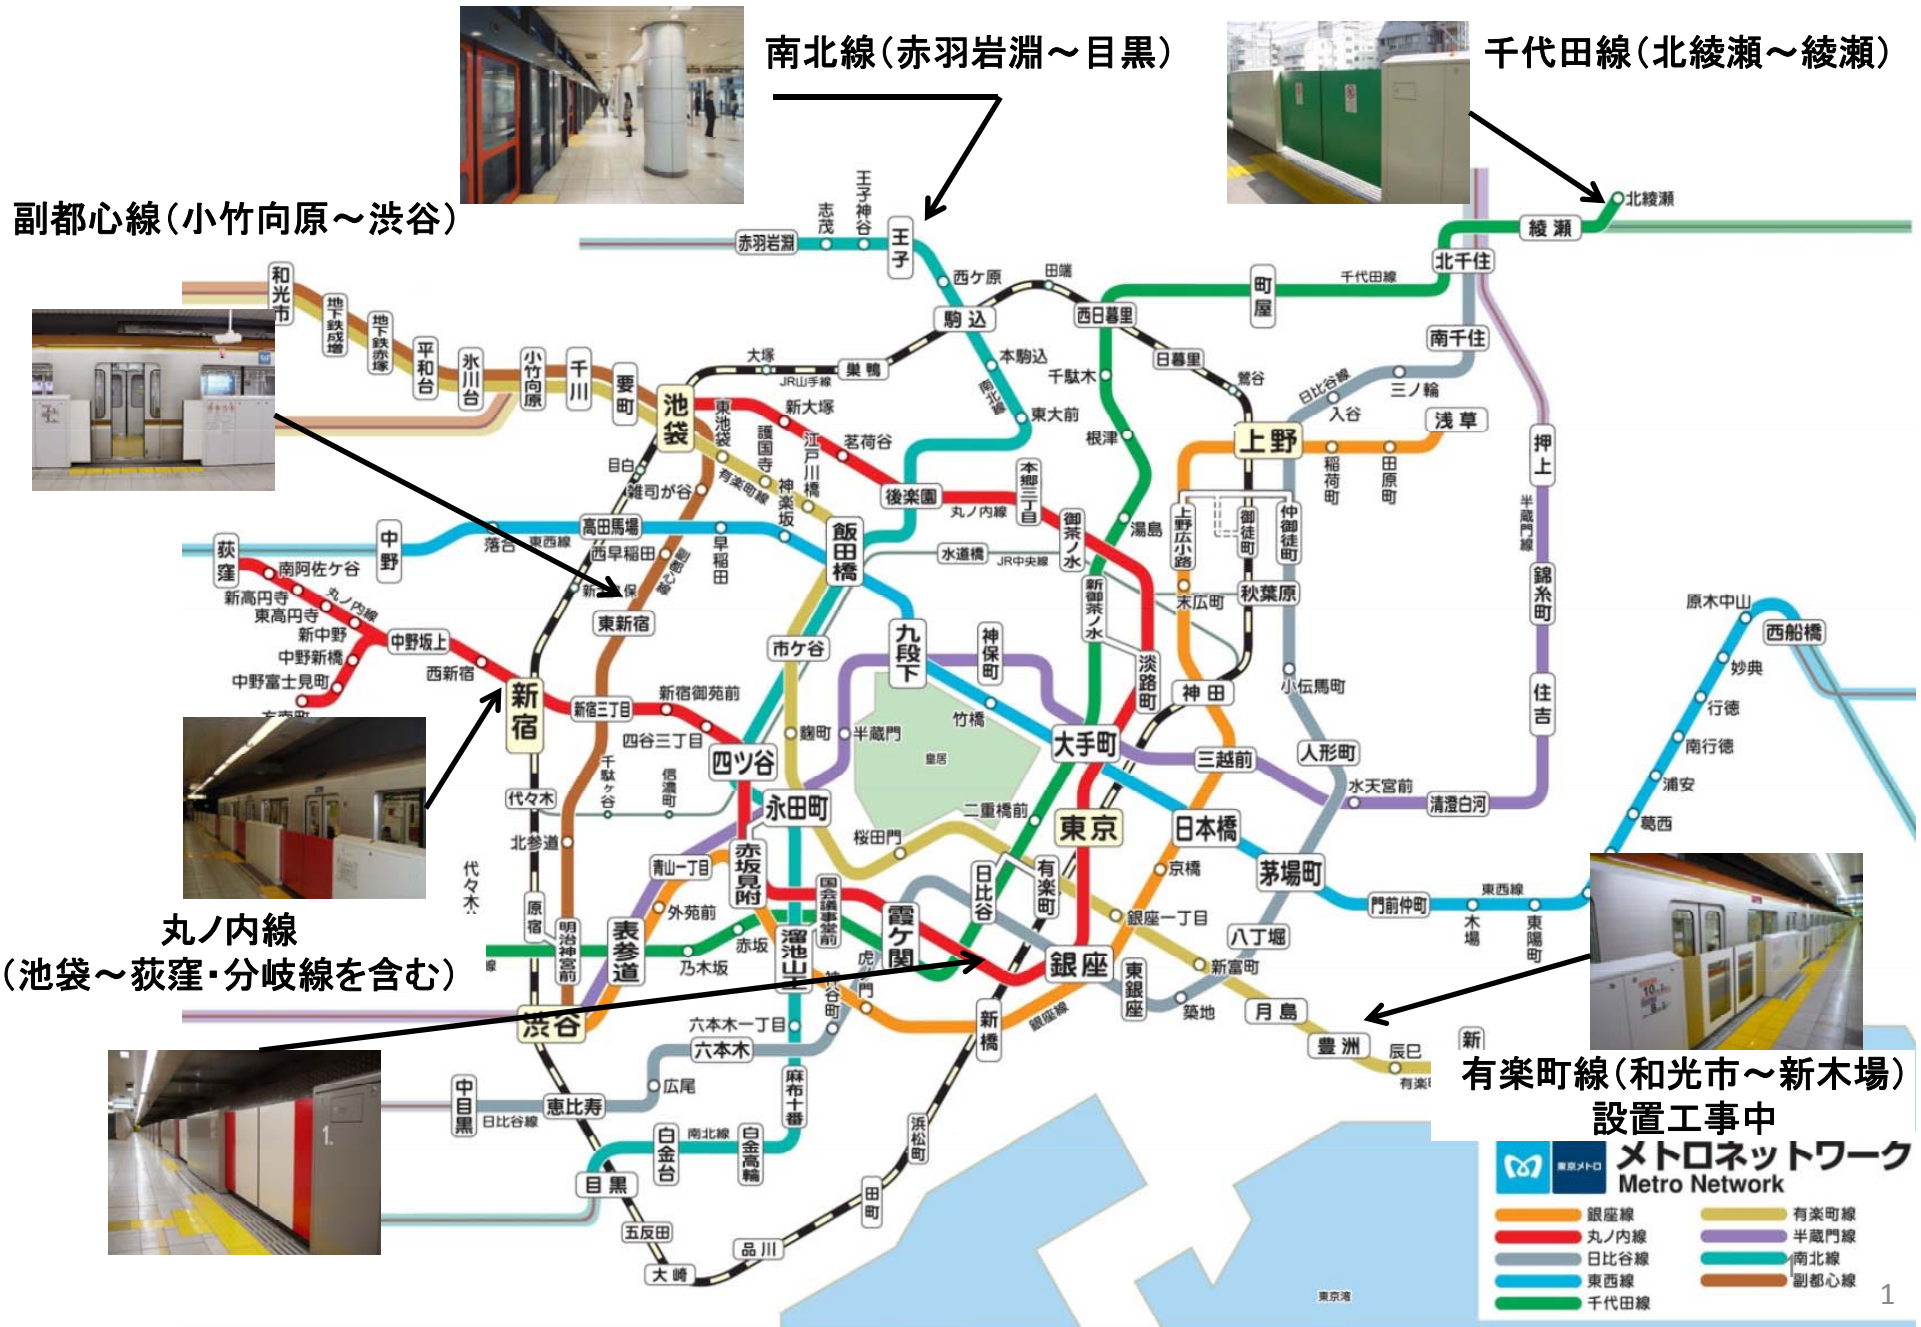 南北線（赤羽岩淵～目黒）
千代田線（北綾瀬～綾瀬）
副都心線（小竹向原～渋谷）
王子神谷
志茂
赤羽岩淵
王子
西ケ原
駒込
田端
西日暮里
町屋
千代田線
北千住
綾瀬
北綾瀬
南千住
三ノ輪
日比谷線
入谷
浅草
鶯谷
日暮里
和光市
地下鉄成増
地下鉄赤塚
平和台
氷川台
小竹向原
千川
要町
池袋
大塚
JR山手線
巣鴨
本駒込
南北線
千駄木
東大前
根津
上野
稲荷町
田原町
押上
半蔵門線
錦糸町
住吉
東池袋
新大塚
護国寺
江戸川橋
茗荷谷
目白
雑司が谷
有楽町線
神楽坂
後楽園
丸ノ内線
本郷三丁目
御茶ノ水
湯島
上野広小路
御徒町
仲御徒町
荻窪
中野
落合
東西線
高田馬場
西早稲田
副都心線
早稲田
飯田橋
水道橋
JR中央線
新御茶ノ水
末広町
秋葉原
南阿佐ケ谷
新高円寺
丸ノ内線
東高円寺
新中野
中野坂上
中野新橋
中野富士見町
西新宿
東新宿
新宿
新宿三丁目
新宿御苑前
四谷三丁目
四ツ谷
市ケ谷
麹町
半蔵門
九段下
神保町
竹橋
皇居
大手町
淡路町
神田
小伝馬町
人形町
三越前
水天宮前
清澄白河
原木中山
西船橋
妙典
行徳
南行徳
浦安
葛西
代々木
千駄ケ谷
信濃町
北参道
永田町
桜田門
二重橋前
東京
日本橋
京橋
茅場町
門前仲町
東西線
木場
東陽町
青山一丁目
赤坂見附
外苑前
国会議事堂前
日比谷
有楽町
銀座一丁目
八丁堀
原宿
明治神宮前
表参道
乃木坂
赤坂
溜池山王
霞ケ関
銀座
東銀座
新富町
築地
月島
豊洲
辰巳
丸ノ内線
（池袋～荻窪・分岐線を含む）
渋谷
六本木一丁目
神谷町
新橋
銀座線
六本木
広尾
中目黒
日比谷線
恵比寿
麻布十番
浜松町
南北線
白金台
白金高輪
目黒
五反田
大崎
品川
田町
東京湾
有楽町線（和光市～新木場）
設置工事中
東京メトロ
メトロネットワーク
Metro Network
銀座線
丸ノ内線
日比谷線
東西線
千代田線
有楽町線
半蔵門線
南北線
副都心線
1
1